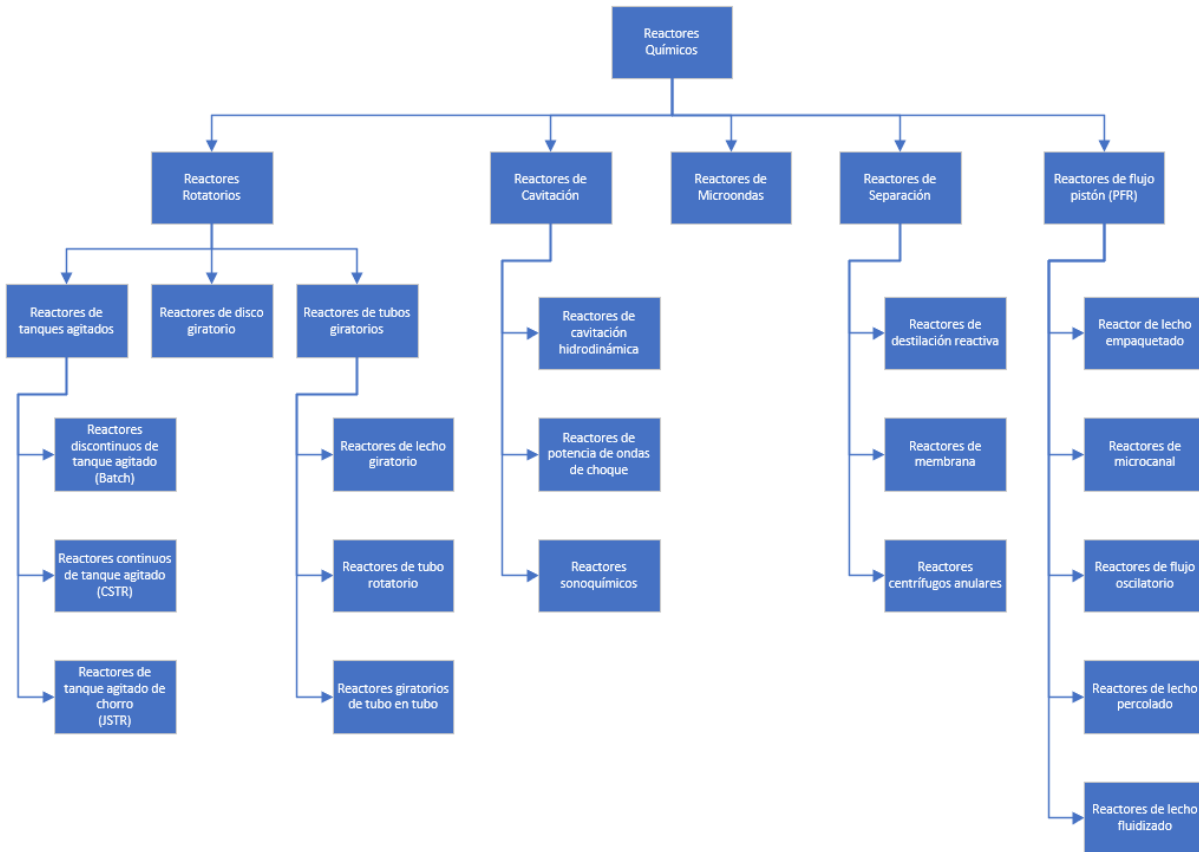 Reactores
Químicos
Reactores
Rotatorios
Reactores de
Cavitación
Reactores de
Microondas
Reactores de
Separación
Reactores de flujo
pistón (PFR)
Reactores de
tanques agitados
Reactores de disco
giratorio
Reactores de tubos
giratorios
Reactores
discontinuos de
tanque agitado
(Batch)
Reactores continuos
de tanque agitado
(CSTR)
Reactores de
tanque agitado de
chorro
(JSTR)
Reactores de lecho
giratorio
Reactores de tubo
rotatorio
Reactores giratorios
de tubo en tubo
Reactores de
cavitación
hidrodinámica
Reactores de
potencia de ondas
de choque
Reactores
sonoquímicos
Reactores de
destilación reactiva
Reactores de
membrana
Reactores
centrífugos anulares
Reactor de lecho
empaquetado
Reactores de
microcanal
Reactores de flujo
oscilatorio
Reactores de lecho
percolado
Reactores de lecho
fluidizado